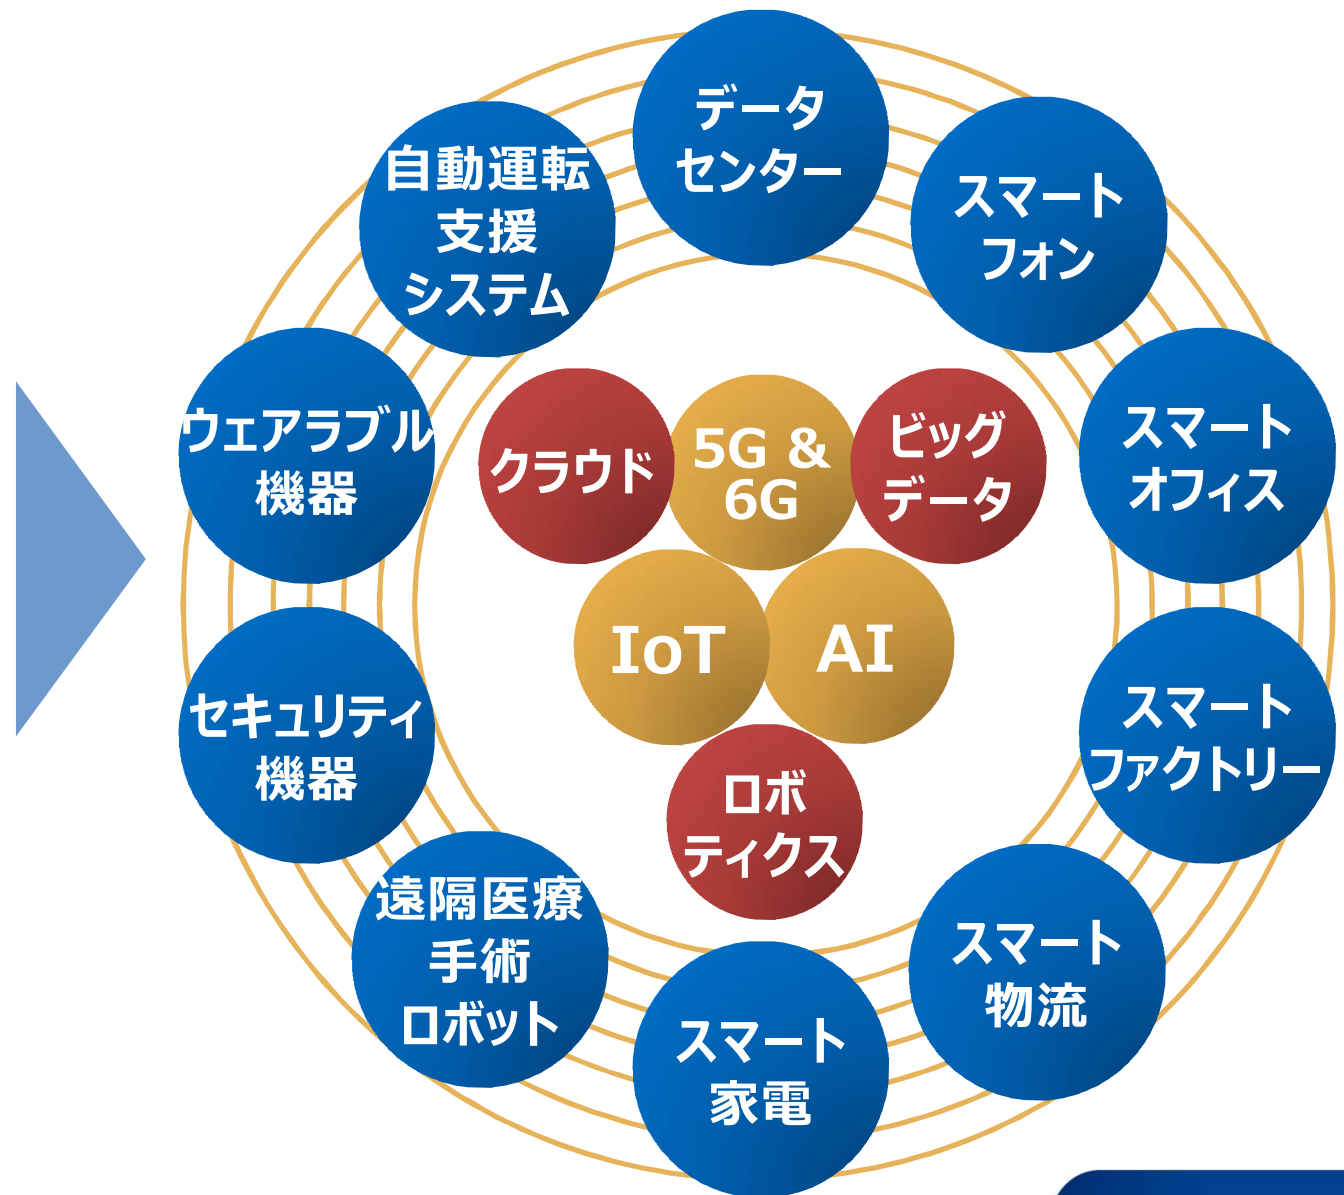 データ
センター
スマート
フォン
スマート
オフィス
スマート
ファクトリー
スマート
物流
スマート
家電
遠隔医療
手術
ロボット
セキュリティ
機器
ウェアラブル
機器
自動運転
支援
システム
クラウド
5G &
6G
ビッグ
データ
IoT
AI
ロボ
ティクス